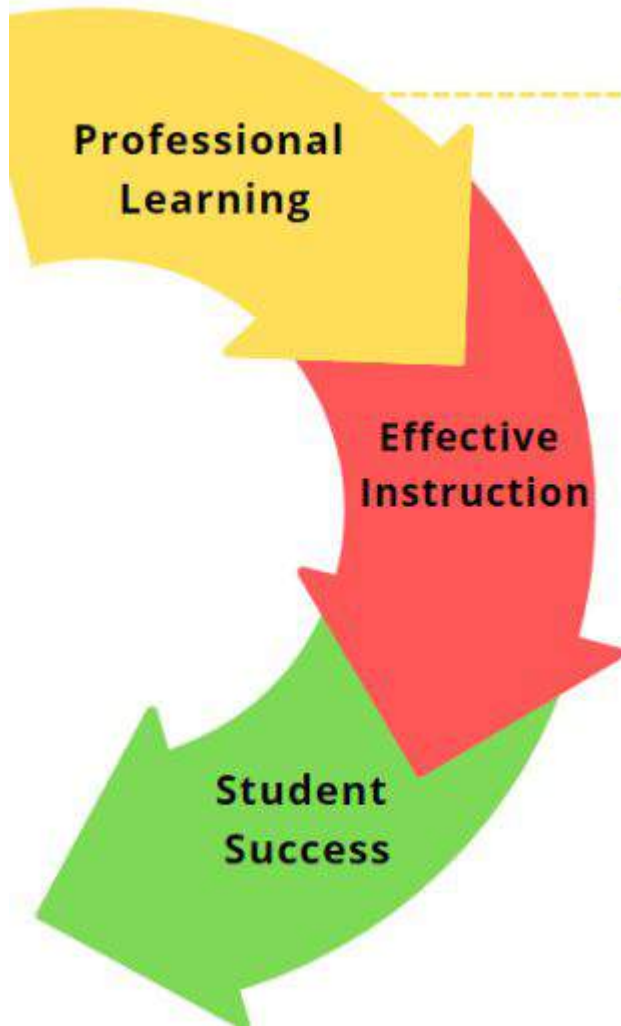 Professional
Learning
Effective
Instruction
Student
Success